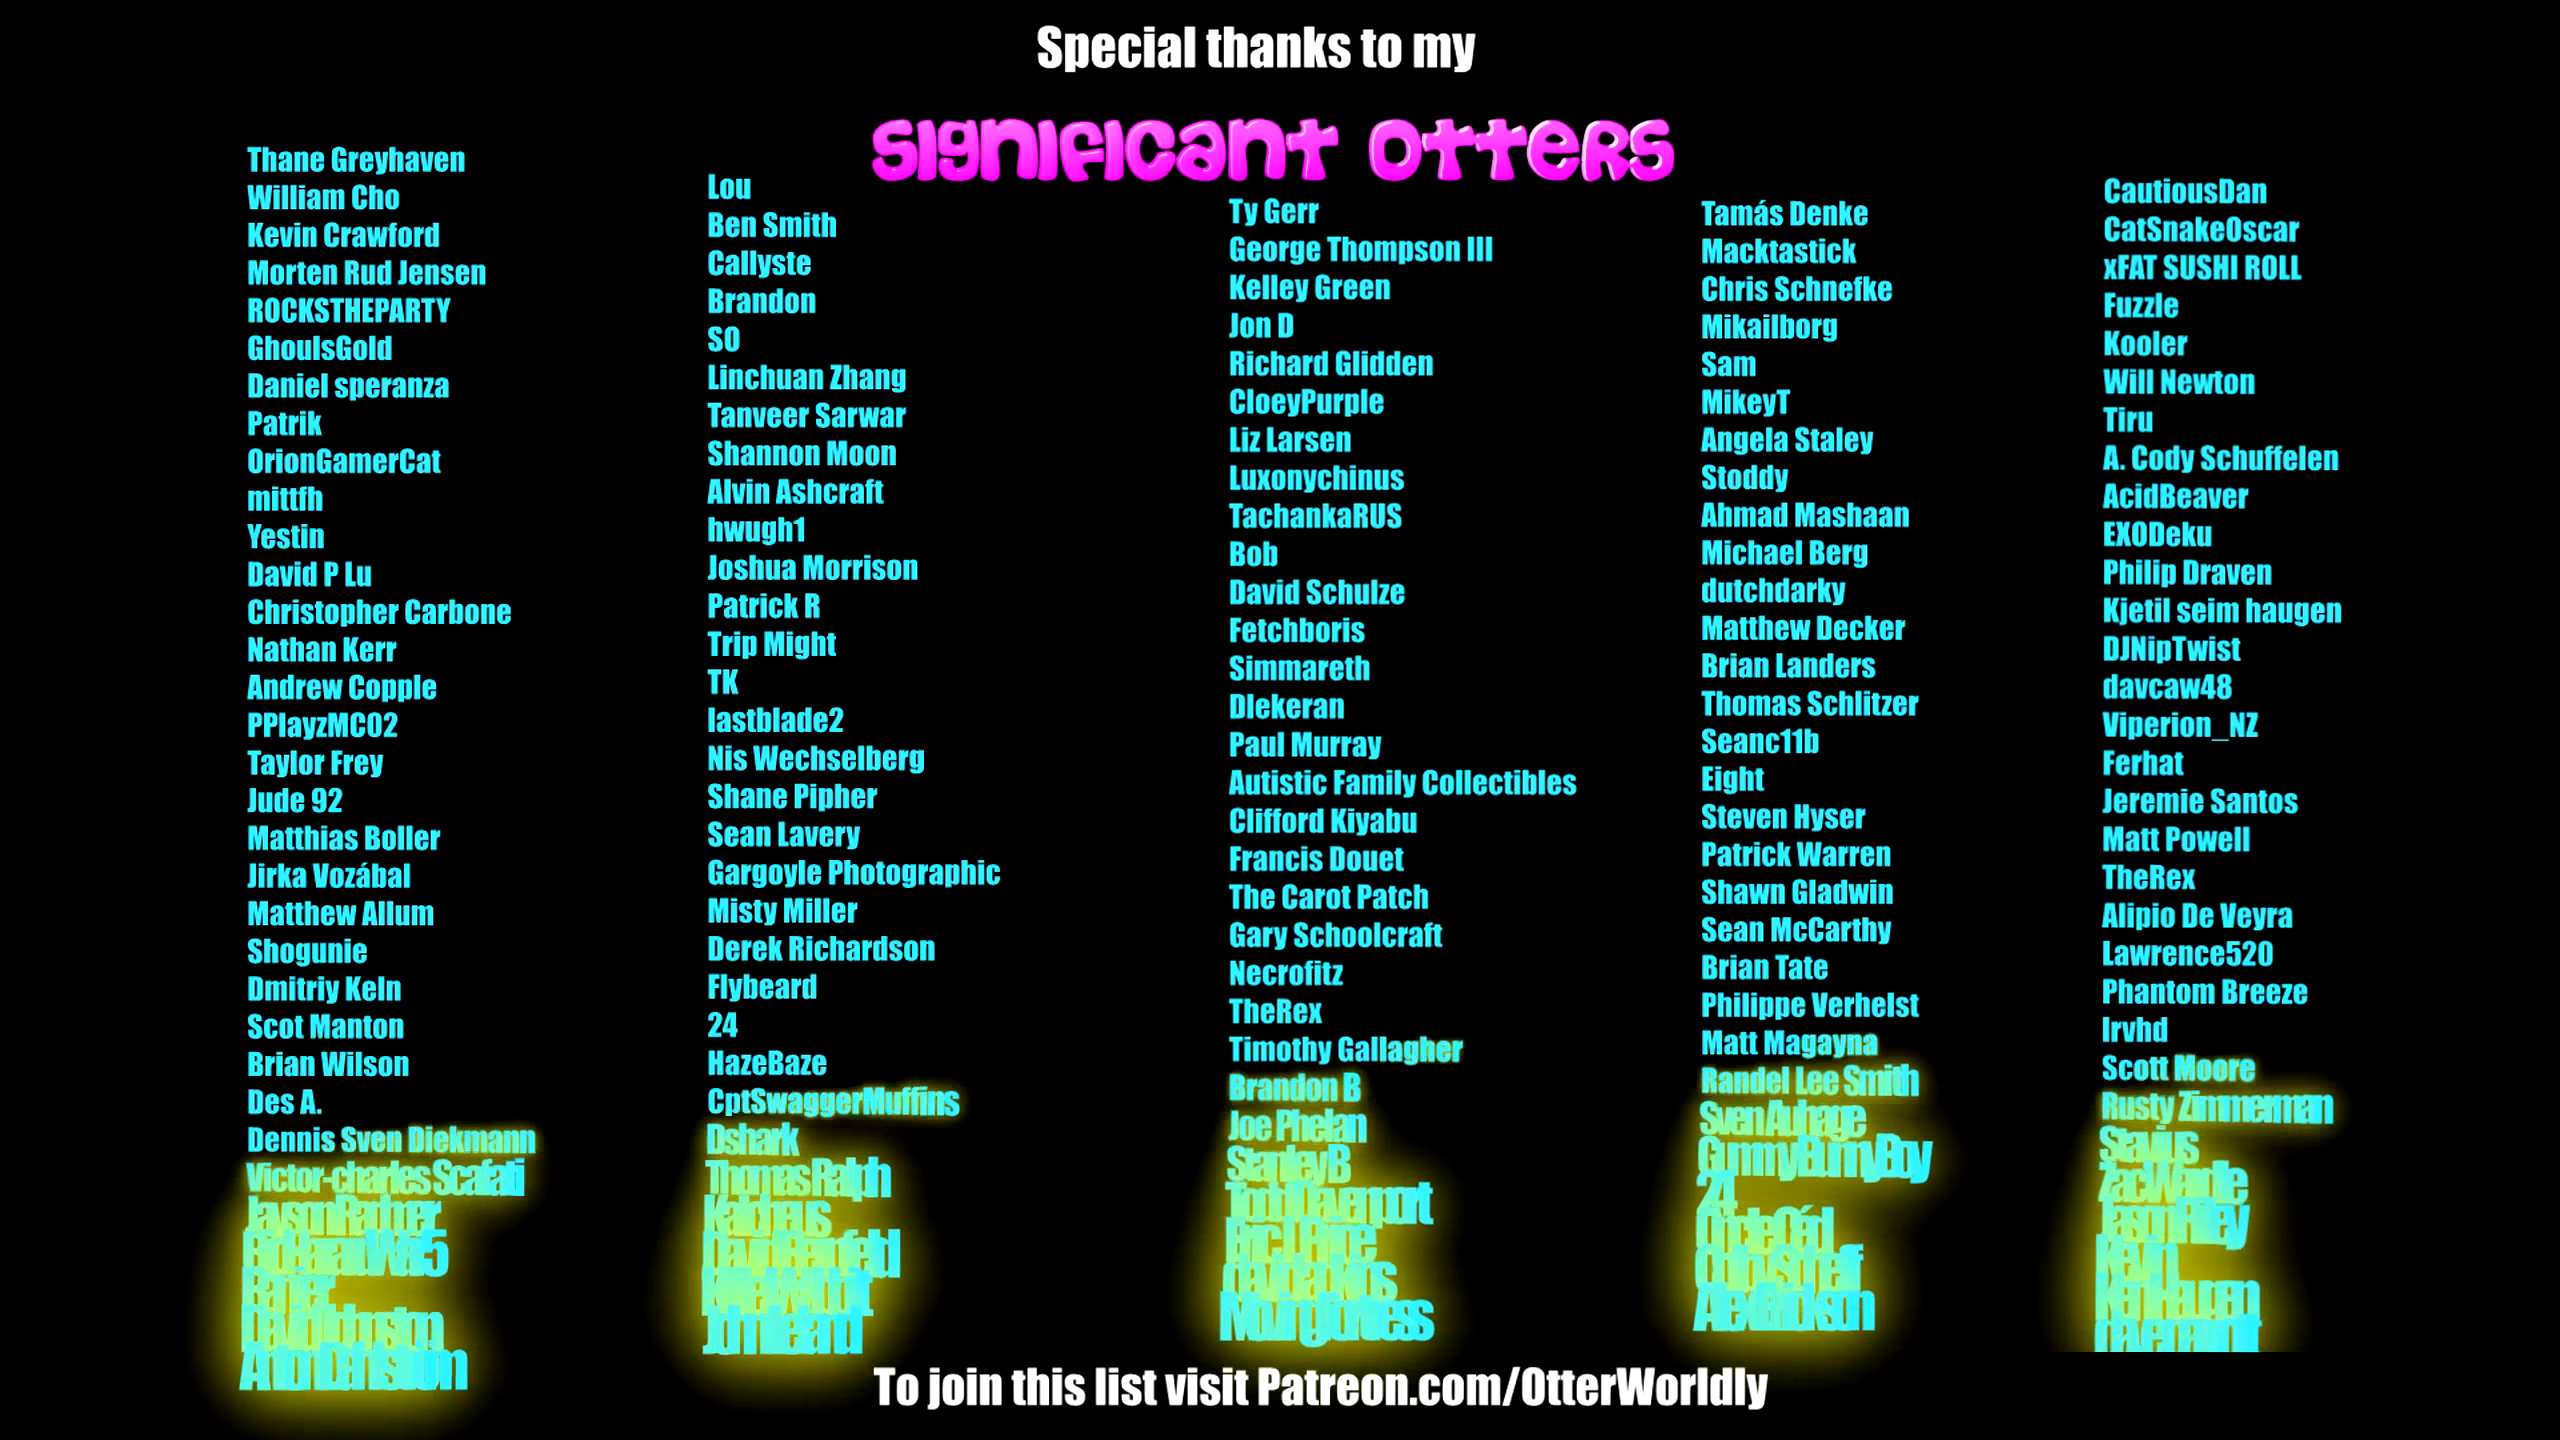 Special thanks to my
Significant Otters
Thane Greyhaven
William Cho
Kevin Crawford
Morten Rud Jensen
ROCKSTHEPARTY
GhoulsGold
Daniel speranza
Patrik
OrionGamerCat
mittfh
Yestin
David P Lu
Christopher Carbone
Nathan Kerr
Andrew Copple
PPlayzMC02
Taylor Frey
Jude 92
Matthias Boller
Jirka Vozábal
Matthew Allum
Shogunie
Dmitriy Keln
Scot Manton
Brian Wilson
Des A.
Dennis Sven Diekmann
Victor-charles Scafati
Lou
Ben Smith
Callyste
Brandon
SO
Linchuan Zhang
Tanveer Sarwar
Shannon Moon
Alvin Ashcraft
hwugh1
Joshua Morrison
Patrick R
Trip Might
TK
lastblade2
Nis Wechselberg
Shane Pipher
Sean Lavery
Gargoyle Photographic
Misty Miller
Derek Richardson
Flybeard
24
HazeBaze
CptSwaggerMuffins
Dshark
Thomas Ralph
Ty Gerr
George Thompson III
Kelley Green
Jon D
Richard Glidden
CloeyPurple
Liz Larsen
Luxonychinus
TachankaRUS
Bob
David Schulze
Fetchboris
Simmareth
Dlekeran
Paul Murray
Autistic Family Collectibles
Clifford Kiyabu
Francis Douet
The Carot Patch
Gary Schoolcraft
Necrofitz
TheRex
Timothy Gallagher
Brandon B
Joe Phelan
Stanley B
Tamás Denke
Macktastick
Chris Schnefke
Mikailborg
Sam
MikeyT
Angela Staley
Stoddy
Ahmad Mashaan
Michael Berg
dutchdarky
Matthew Decker
Brian Landers
Thomas Schlitzer
Seanc11b
Eight
Steven Hyser
Patrick Warren
Shawn Gladwin
Sean McCarthy
Brian Tate
Philippe Verhelst
Matt Magayna
Randel Lee Smith
Sven
24
CautiousDan
CatSnakeOscar
xFAT SUSHI ROLL
Fuzzle
Kooler
Will Newton
Tiru
A. Cody Schuffelen
AcidBeaver
EXODeku
Philip Draven
Kjetil seim haugen
DJNipTwist
davcaw48
Viperion_NZ
Ferhat
Jeremie Santos
Matt Powell
TheRex
Alipio De Veyra
Lawrence520
Phantom Breeze
Irvhd
Scott Moore
Rusty Zimmerman
To join this list visit Patreon.com/OtterWorldly